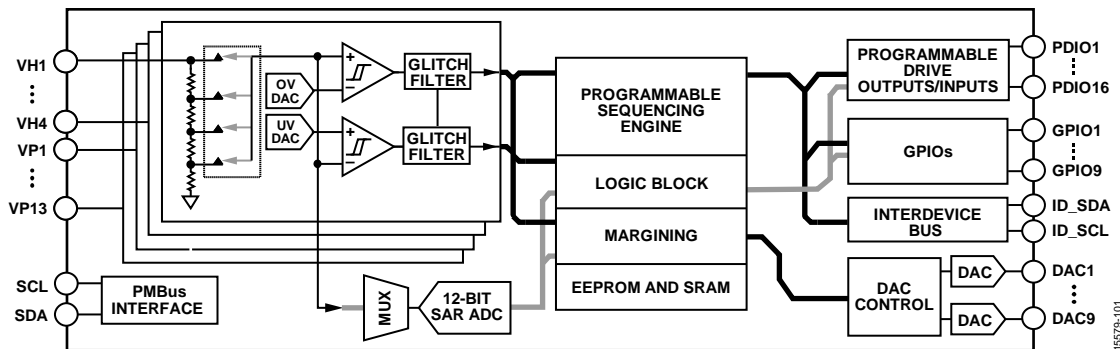 VH1
VH4
VP1
VP13
SCL
SDA
PMBus
INTERFACE
OV
DAC
UV
DAC
+
−
+
−
GLITCH
FILTER
GLITCH
FILTER
MUX
12-BIT
SAR ADC
PROGRAMMABLE
SEQUENCING
ENGINE
LOGIC BLOCK
MARGINING
EEPROM AND SRAM
PROGRAMMABLE
DRIVE
OUTPUTS/INPUTS
GPIOs
INTERDEVICE
BUS
DAC
CONTROL
DAC
DAC
PDIO1
PDIO16
GPIO1
GPIO9
ID_SDA
ID_SCL
DAC1
DAC9
15579-101